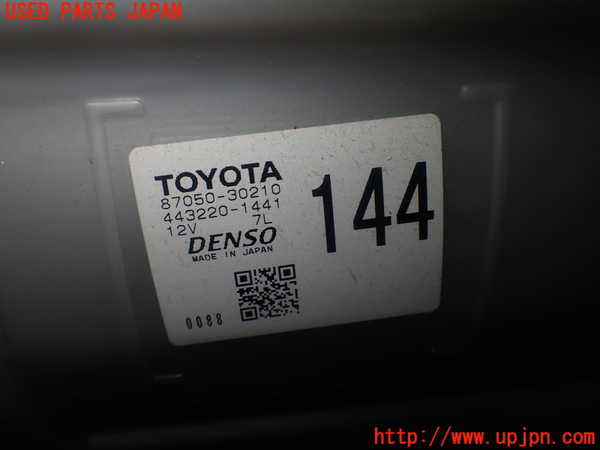 USED PARTS JAPAN
TOYOTA
87050-30210
443220-1441
12V 7L
DENSO
MADE IN JAPAN
144
0088
http://www.upjpn.com/